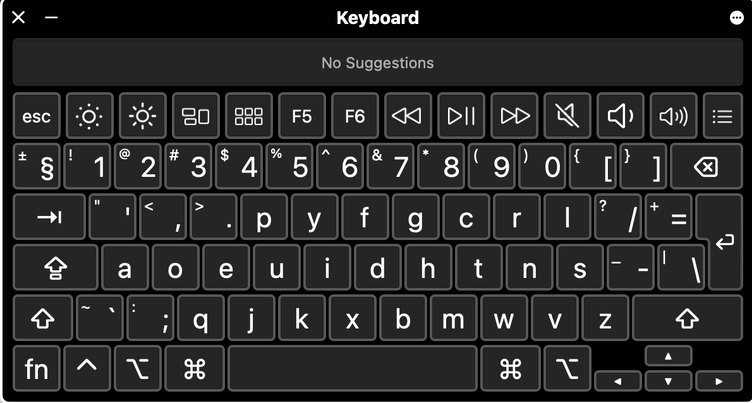 Keyboard
No Suggestions
esc F5 F6
± § ! 1 @ 2 # 3 $ 4 % 5 ^ 6 & 7 * 8 ( 9 ) 0 { [ } ]
" ' < , > . p y f g c r l ? / + =
a o e u i d h t n s _ - | \
~ ` : ; q j k x b m w v z
fn ^ ⌥ ⌘ ⌘ ⌥